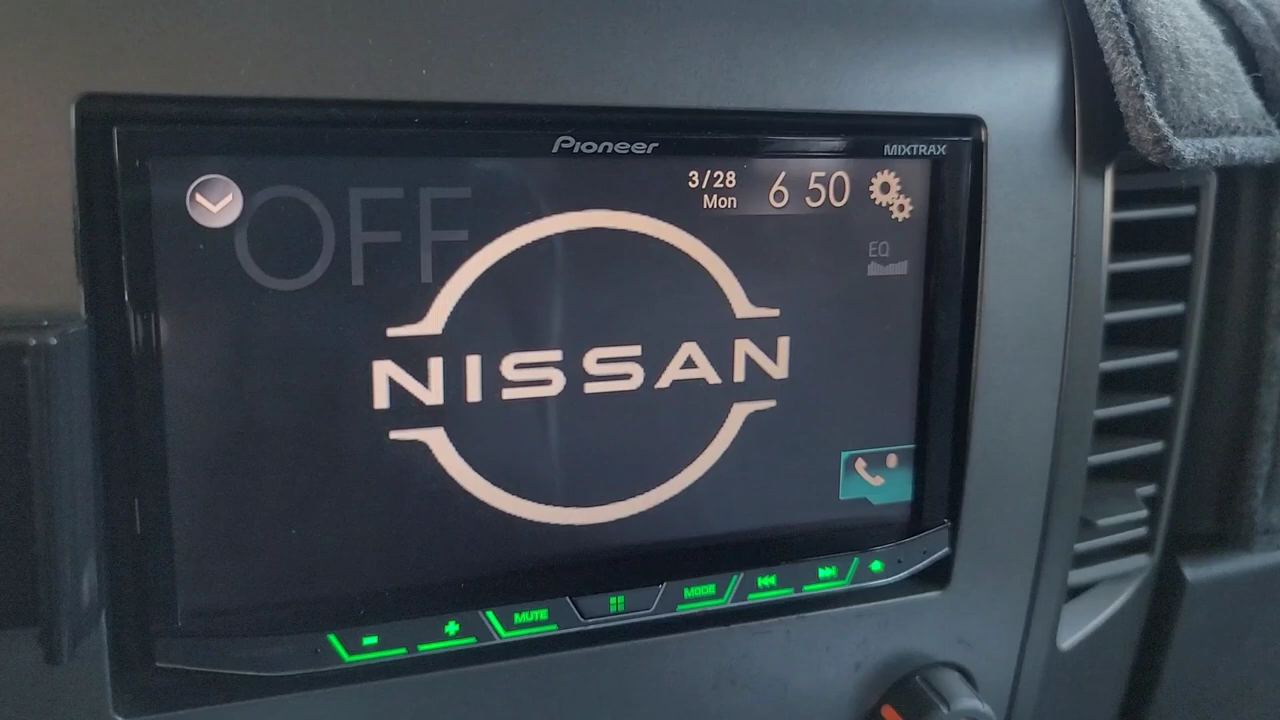 Pioneer
MIXTRAX
OFF
3/28
Mon
6 50
EQ
NISSAN
MUTE
MODE